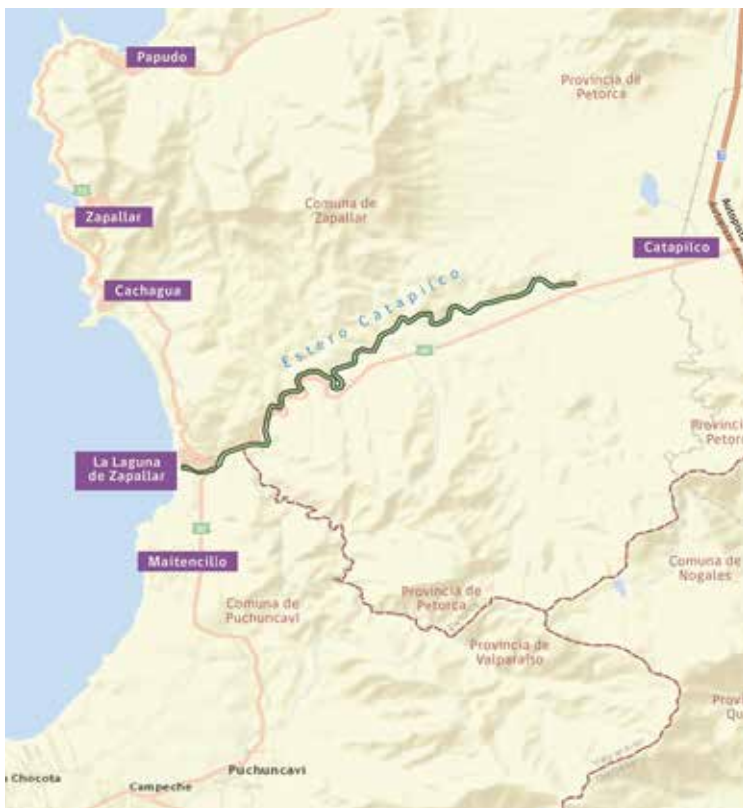 Papudo
Provincia de
Petorca
Zapallar
Comuna de
Zapallar
Catapilco
Cachagua
Estero Catapilco
La Laguna
de Zapallar
Maitencillo
Comuna de
Puchuncaví
Provincia de
Petorca
Provincia de
Valparaíso
Comuna de
Nogales
Chocota
Campeche
Puchuncaví